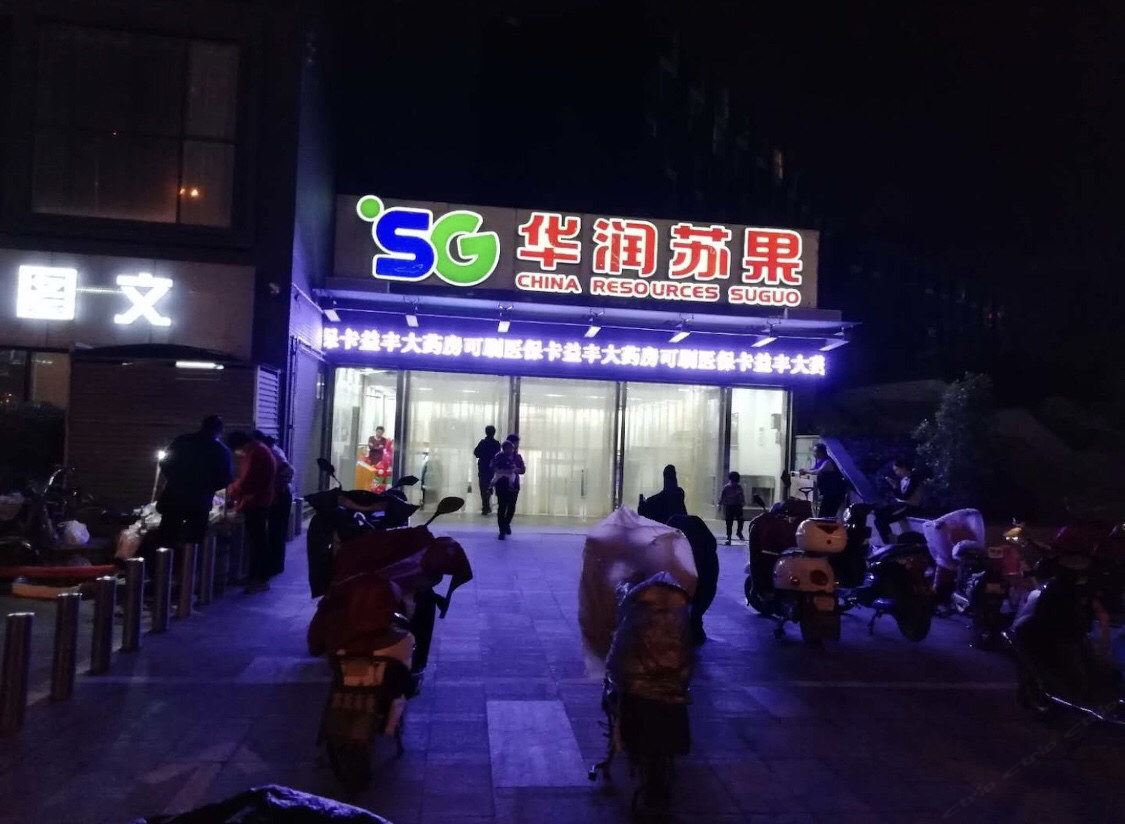 SG 华润苏果
CHINA RESOURCES SUGUO
图文
保卡益丰大药房可刷医保卡益丰大药房可刷医保卡益丰大药